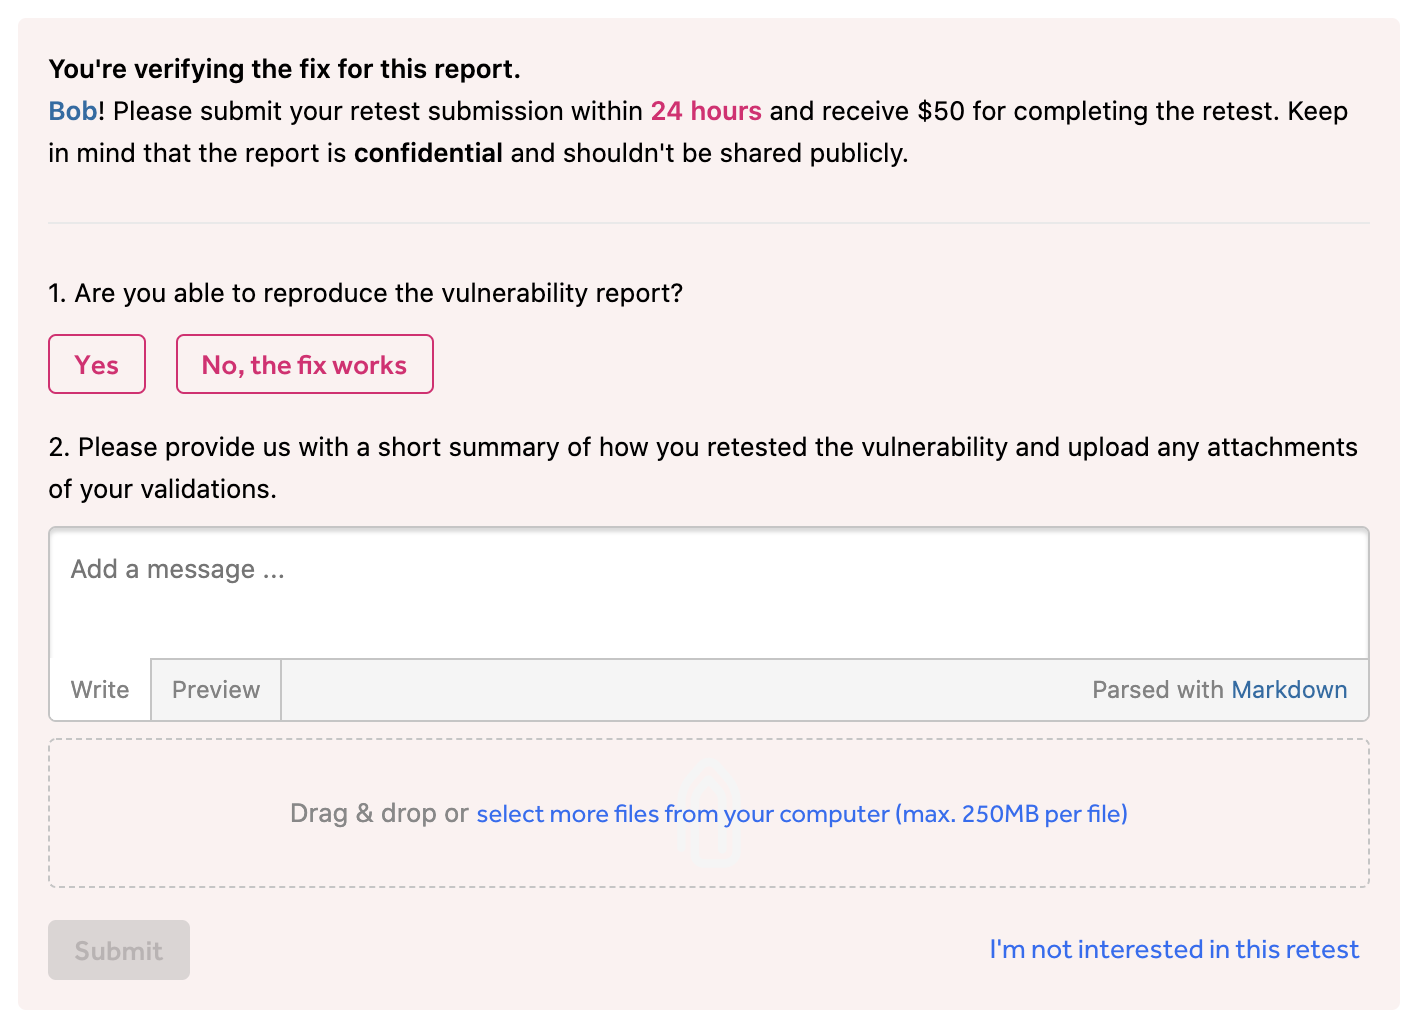 You're verifying the fix for this report.
Bob! Please submit your retest submission within 24 hours and receive $50 for completing the retest. Keep
in mind that the report is confidential and shouldn't be shared publicly.
1. Are you able to reproduce the vulnerability report?
Yes
No, the fix works
2. Please provide us with a short summary of how you retested the vulnerability and upload any attachments
of your validations.
Add a message ...
Write
Preview
Parsed with Markdown
Drag & drop or select more files from your computer (max. 250MB per file)
Submit
I'm not interested in this retest